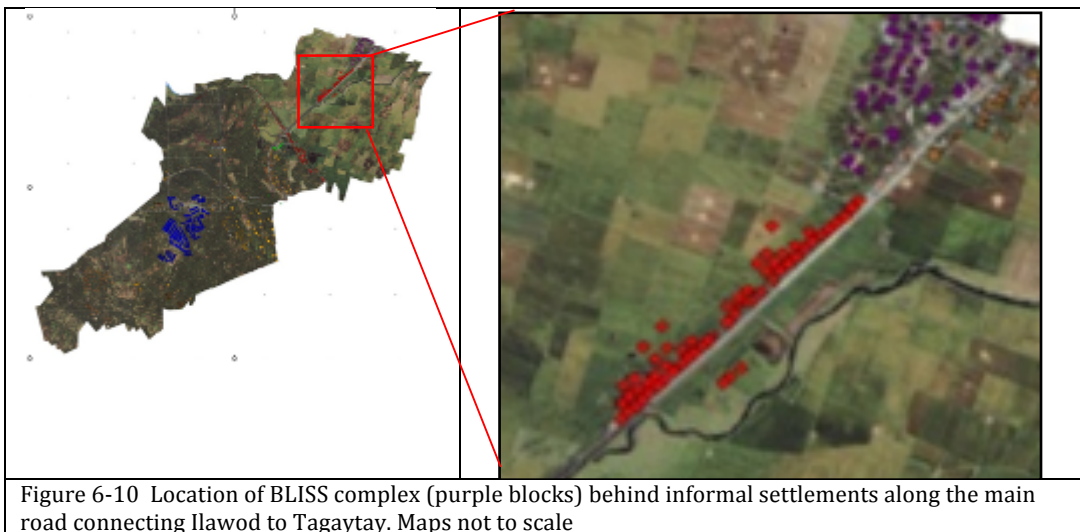 Figure 6-10 Location of BLISS complex (purple blocks) behind informal settlements along the main
road connecting Ilawod to Tagaytay. Maps not to scale